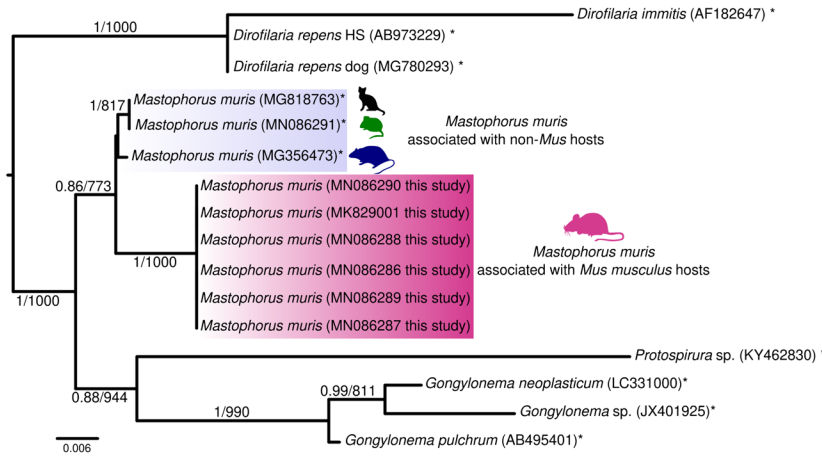 Dirofilaria immitis (AF182647) *
1/1000
Dirofilaria repens HS (AB973229) *
Dirofilaria repens dog (MG780293) *
Mastophorus muris (MG818763)*
1/817
Mastophorus muris (MN086291)*
Mastophorus muris
associated with non-Mus hosts
Mastophorus muris (MG356473)*
0.86/773
Mastophorus muris (MN086290 this study)
Mastophorus muris (MK829001 this study)
Mastophorus muris (MN086288 this study)
Mastophorus muris
associated with Mus musculus hosts
1/1000
Mastophorus muris (MN086286 this study)
1/1000
Mastophorus muris (MN086289 this study)
Mastophorus muris (MN086287 this study)
Protospirura sp. (KY462830) *
0.88/944
0.99/811
Gongylonema neoplasticum (LC331000)*
1/990
Gongylonema sp. (JX401925)*
Gongylonema pulchrum (AB495401)*
0.006